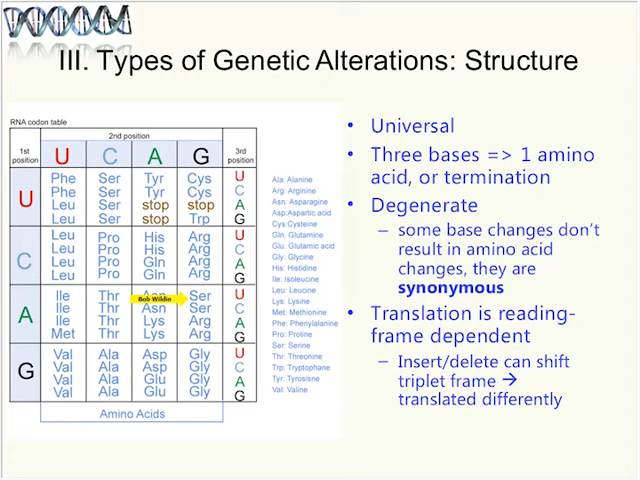 III. Types of Genetic Alterations: Structure
RNA codon table
2nd position
1st position U C A G 3rd position
U
Phe Ser Tyr Cys U
Phe Ser Tyr Cys C
Leu Ser stop stop A
Leu Ser stop Trp G
C
Leu Pro His Arg U
Leu Pro His Arg C
Leu Pro Gln Arg A
Leu Pro Gln Arg G
A
Ile Thr Ser U
Bob Wildin
Ile Thr Asn Ser C
Ile Thr Lys Arg A
Met Thr Lys Arg G
G
Val Ala Asp Gly U
Val Ala Asp Gly C
Val Ala Glu Gly A
Val Ala Glu Gly G
Amino Acids
Ala: Alanine
Arg: Arginine
Asn: Asparagine
Asp:Aspartic acid
Cys:Cysteine
Gln: Glutamine
Glu: Glutamic acid
Gly: Glycine
His: Histidine
Ile: Isoleucine
Leu: Leucine
Lys: Lysine
Met: Methionine
Phe: Phenylalanine
Pro: Proline
Ser: Serine
Thr: Threonine
Trp: Tryptophane
Tyr: Tyrosisne
Val: Valine
• Universal
• Three bases => 1 amino
acid, or termination
• Degenerate
– some base changes don't
result in amino acid
changes, they are
synonymous
• Translation is reading-
frame dependent
– Insert/delete can shift
triplet frame →
translated differently